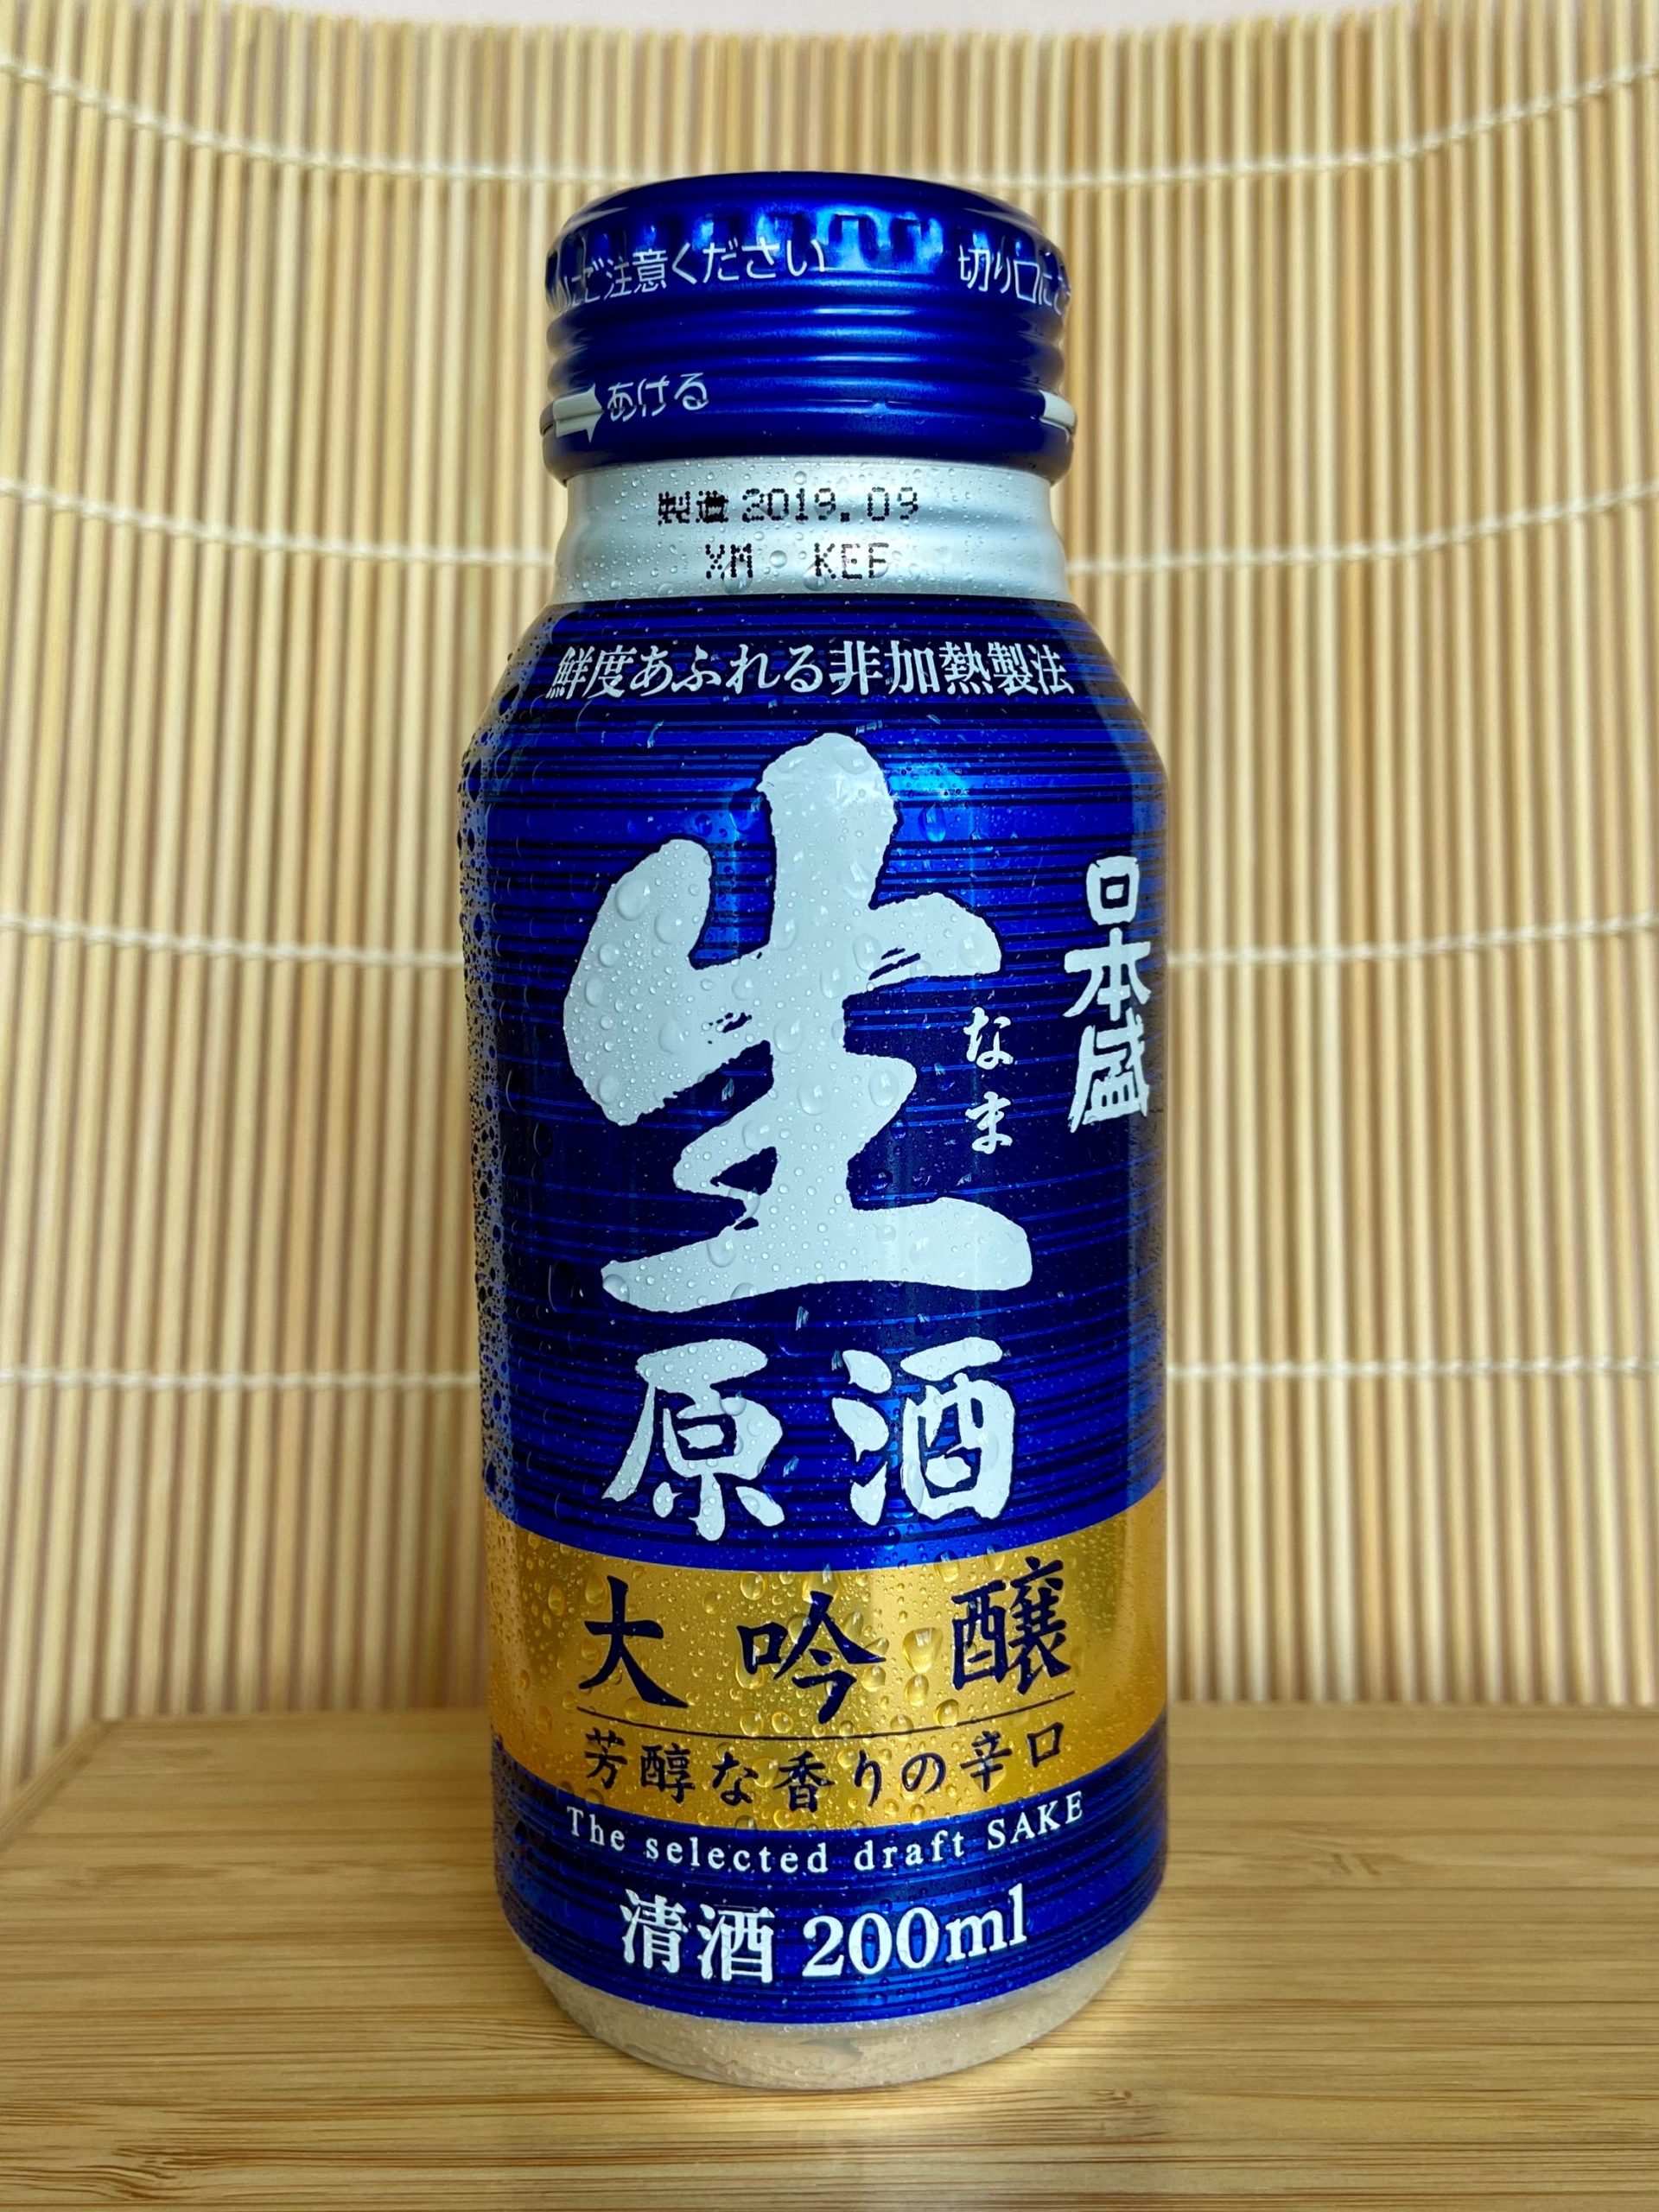 にご注意ください 切り口に
あける
製造 2019.09
XM KEF
鮮度あふれる非加熱製法
生
なま
日本盛
原酒
大吟醸
芳醇な香りの辛口
The selected draft SAKE
清酒 200ml